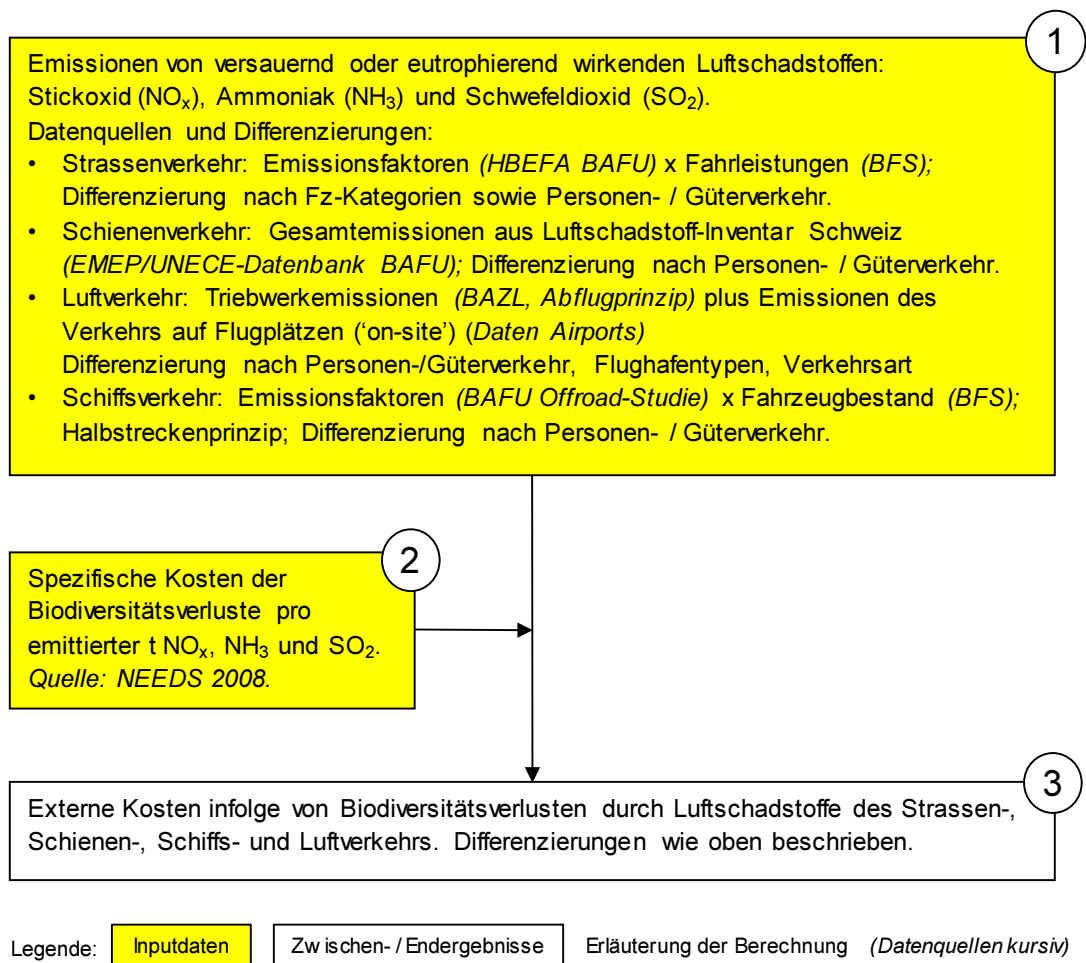 1
Emissionen von versauernd oder eutrophierend wirkenden Luftschadstoffen:
Stickoxid (NOx), Ammoniak (NH3) und Schwefeldioxid (SO2).
Datenquellen und Differenzierungen:
• Strassenverkehr: Emissionsfaktoren (HBEFA BAFU) x Fahrleistungen (BFS);
Differenzierung nach Fz-Kategorien sowie Personen- / Güterverkehr.
• Schienenverkehr: Gesamtemissionen aus Luftschadstoff-Inventar Schweiz
(EMEP/UNECE-Datenbank BAFU); Differenzierung nach Personen- / Güterverkehr.
• Luftverkehr: Triebwerkemissionen (BAZL, Abflugprinzip) plus Emissionen des
Verkehrs auf Flugplätzen (‘on-site’) (Daten Airports)
Differenzierung nach Personen-/Güterverkehr, Flughafentypen, Verkehrsart
• Schiffsverkehr: Emissionsfaktoren (BAFU Offroad-Studie) x Fahrzeugbestand (BFS);
Halbstreckenprinzip; Differenzierung nach Personen- / Güterverkehr.
2
Spezifische Kosten der
Biodiversitätsverluste pro
emittierter t NOx, NH3 und SO2.
Quelle: NEEDS 2008.
3
Externe Kosten infolge von Biodiversitätsverlusten durch Luftschadstoffe des Strassen-,
Schienen-, Schiffs- und Luftverkehrs. Differenzierungen wie oben beschrieben.
Legende: Inputdaten Zwischen- / Endergebnisse Erläuterung der Berechnung (Datenquellen kursiv)